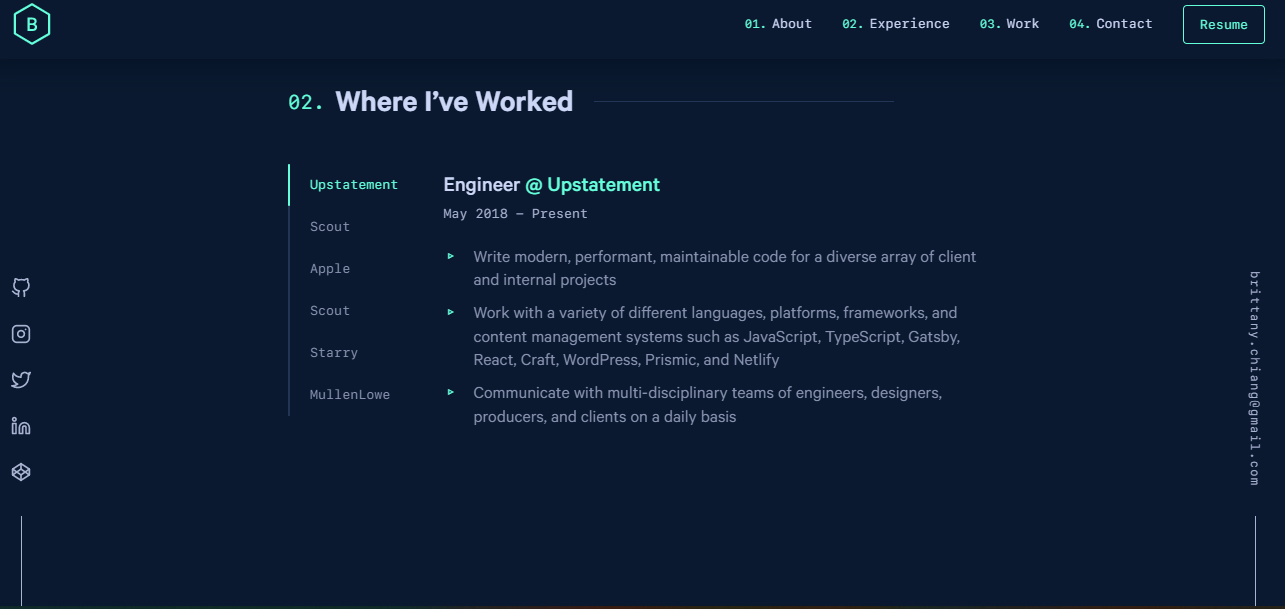 B
01. About 02. Experience 03. Work 04. Contact Resume
02. Where I’ve Worked
Upstatement
Scout
Apple
Scout
Starry
MullenLowe
Engineer @ Upstatement
May 2018 — Present
Write modern, performant, maintainable code for a diverse array of client
and internal projects
Work with a variety of different languages, platforms, frameworks, and
content management systems such as JavaScript, TypeScript, Gatsby,
React, Craft, WordPress, Prismic, and Netlify
Communicate with multi-disciplinary teams of engineers, designers,
producers, and clients on a daily basis
brittany.chiang@gmail.com